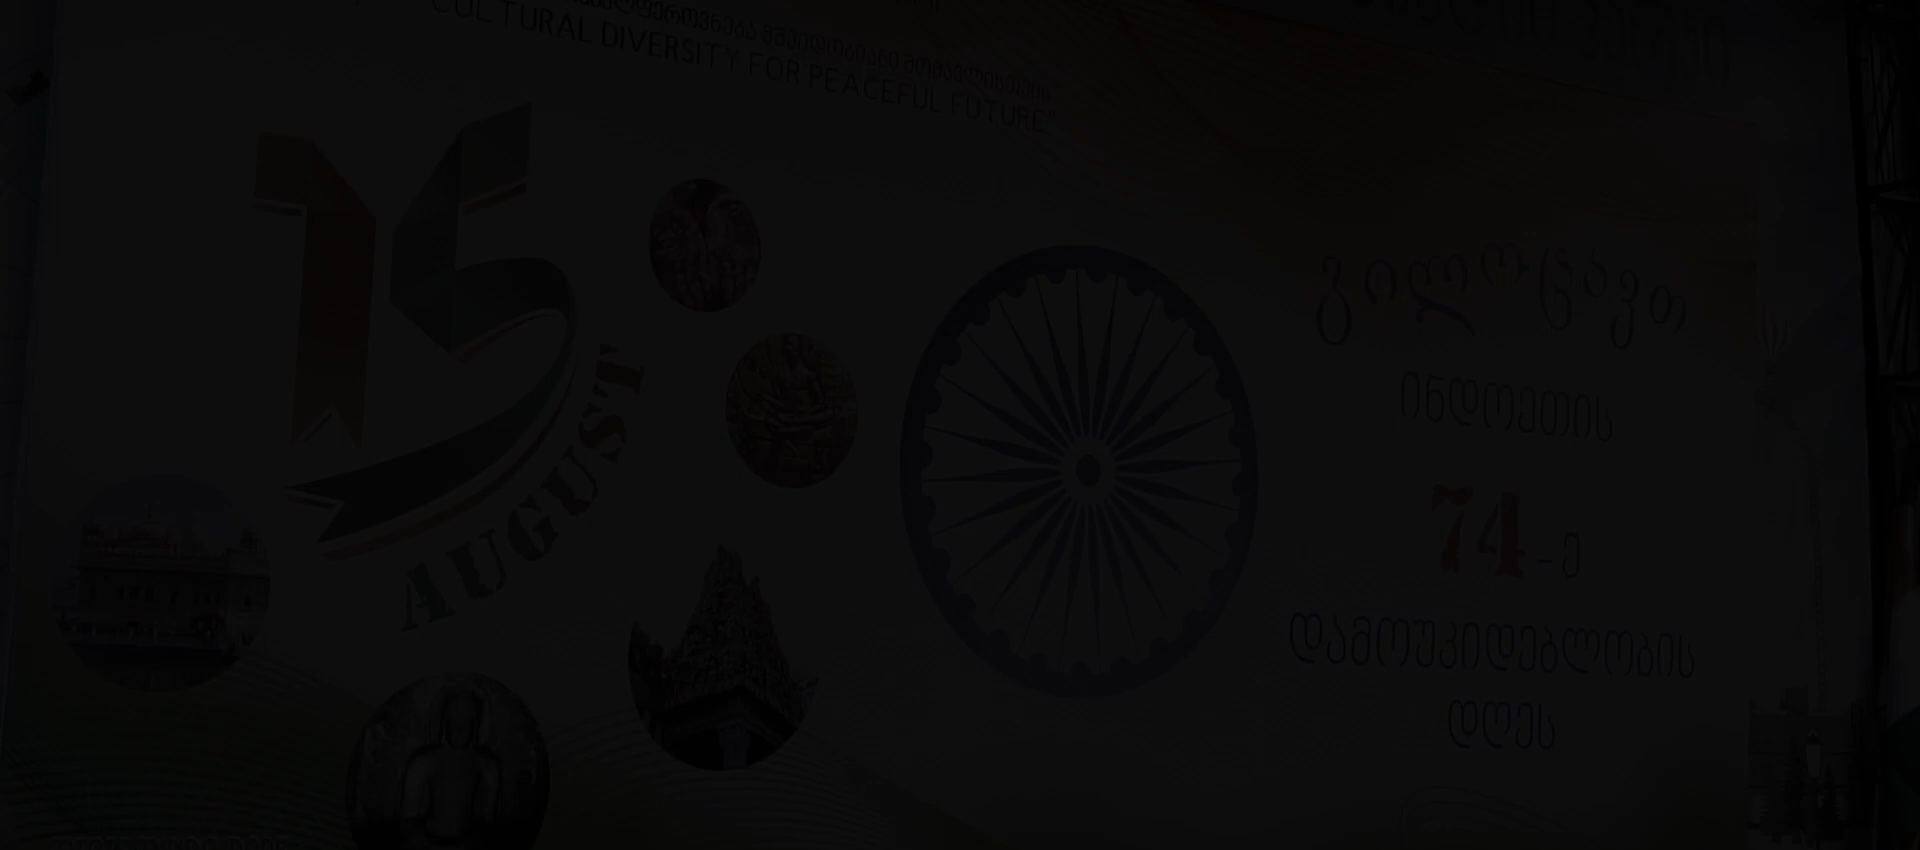 CULTURAL DIVERSITY FOR PEACEFUL FUTURE"
15
AUGUST
გილოცავთ
ინდოეთის
74-ე
დამოუკიდებლობის
დღეს